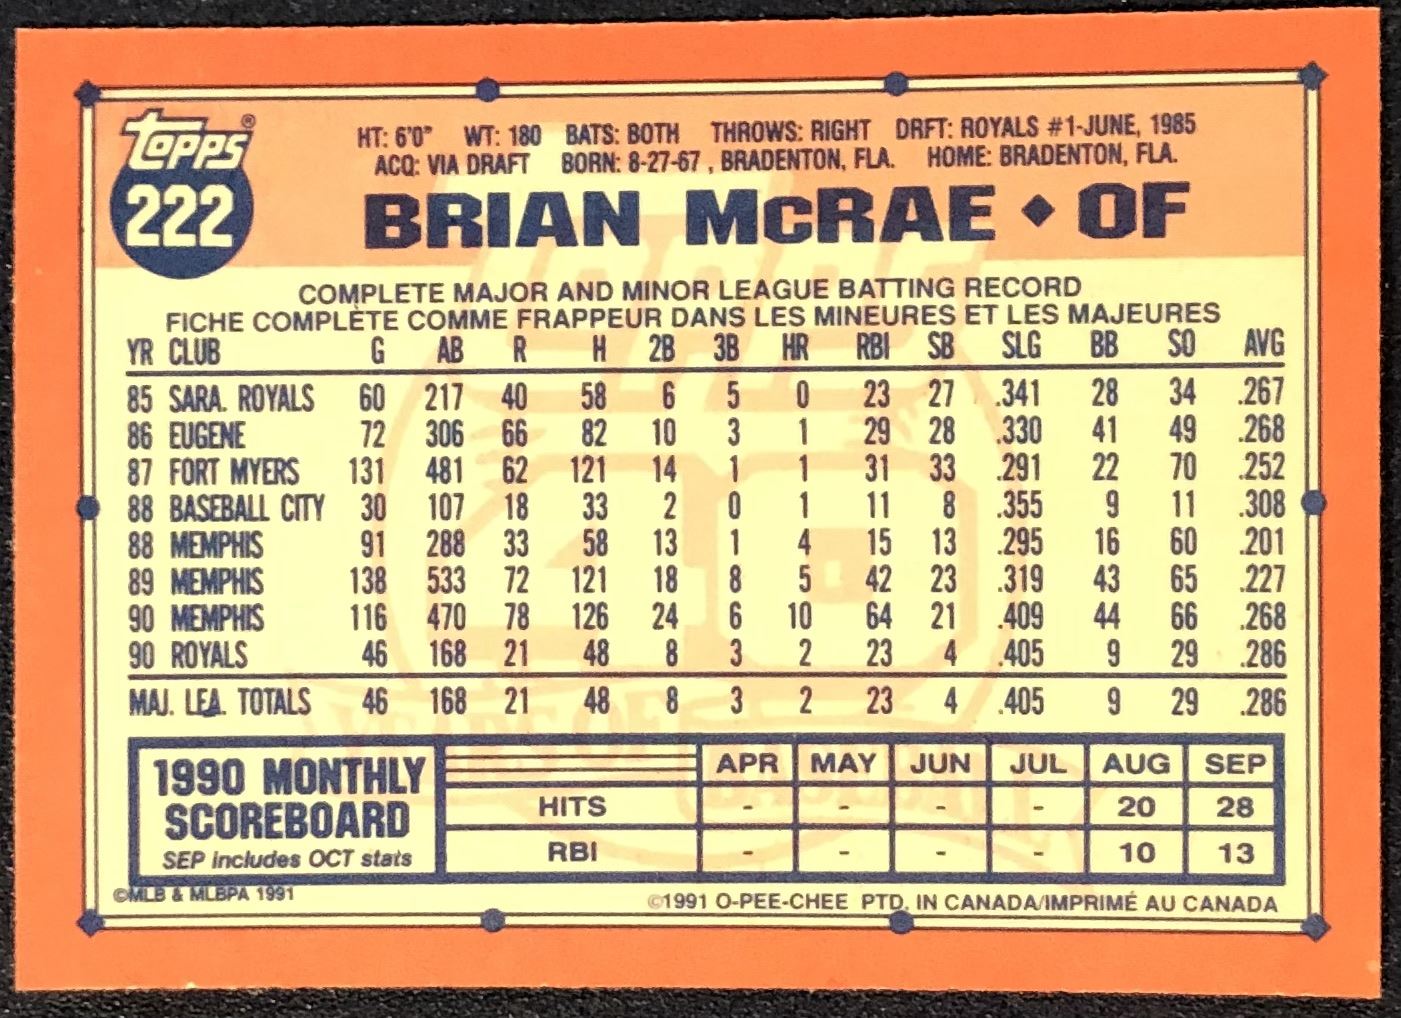 topps®
222
HT: 6'0" WT: 180 BATS: BOTH THROWS: RIGHT DRFT: ROYALS #1-JUNE, 1985
ACQ: VIA DRAFT BORN: 8-27-67 , BRADENTON, FLA. HOME: BRADENTON, FLA.
BRIAN McRAE ◆ OF
COMPLETE MAJOR AND MINOR LEAGUE BATTING RECORD
FICHE COMPLÈTE COMME FRAPPEUR DANS LES MINEURES ET LES MAJEURES
YR CLUB G AB R H 2B 3B HR RBI SB SLG BB SO AVG
85 SARA. ROYALS 60 217 40 58 6 5 0 23 27 .341 28 34 .267
86 EUGENE 72 306 66 82 10 3 1 29 28 .330 41 49 .268
87 FORT MYERS 131 481 62 121 14 1 1 31 33 .291 22 70 .252
88 BASEBALL CITY 30 107 18 33 2 0 1 11 8 .355 9 11 .308
88 MEMPHIS 91 288 33 58 13 1 4 15 13 .295 16 60 .201
89 MEMPHIS 138 533 72 121 18 8 5 42 23 .319 43 65 .227
90 MEMPHIS 116 470 78 126 24 6 10 64 21 .409 44 66 .268
90 ROYALS 46 168 21 48 8 3 2 23 4 .405 9 29 .286
MAJ. LEA. TOTALS 46 168 21 48 8 3 2 23 4 .405 9 29 .286
1990 MONTHLY
SCOREBOARD
SEP includes OCT stats
APR MAY JUN JUL AUG SEP
HITS - - - - 20 28
RBI - - - - 10 13
©MLB & MLBPA 1991
©1991 O-PEE-CHEE PTD. IN CANADA/IMPRIMÉ AU CANADA
TOPPS
40
YEARS OF
BASEBALL